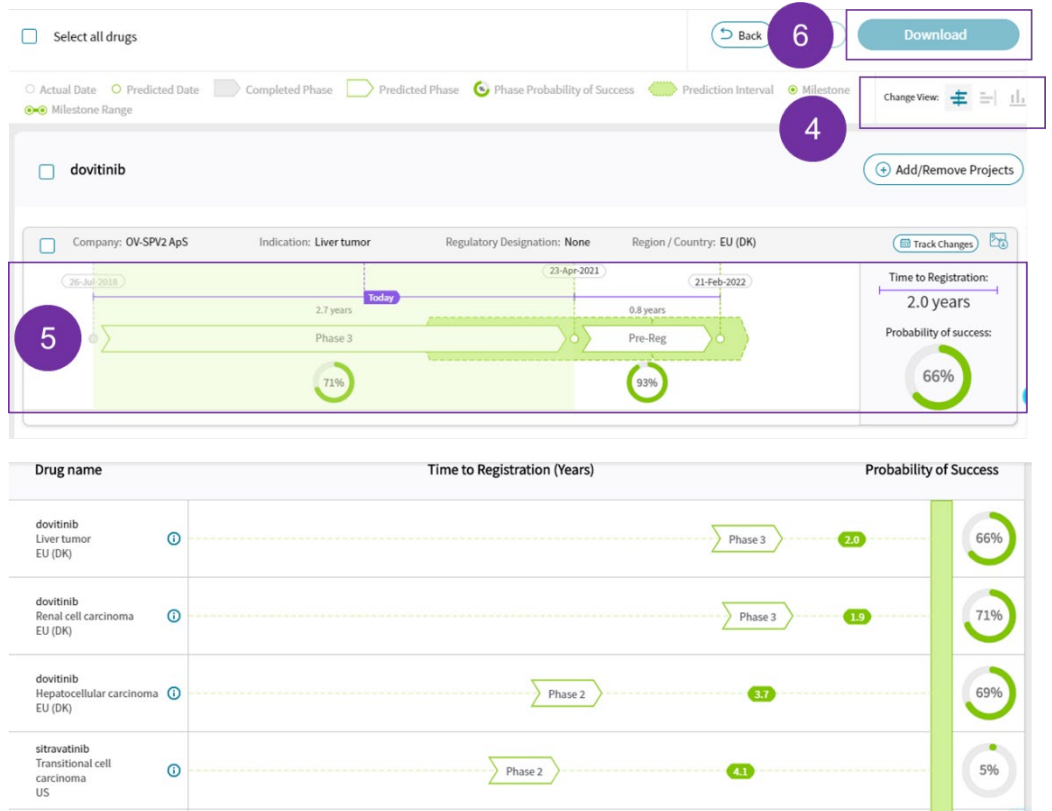 Select all drugs
Back
6
Download
Actual Date
Predicted Date
Completed Phase
Predicted Phase
Phase Probability of Success
Prediction Interval
Milestone
Milestone Range
Change View:
4
dovitinib
Add/Remove Projects
Company: OV-SPV2 ApS
Indication: Liver tumor
Regulatory Designation: None
Region / Country: EU (DK)
Track Changes
26-Jul-2018
23-Apr-2021
21-Feb-2022
Time to Registration:
Today
2.7 years
0.8 years
2.0 years
5
Phase 3
Pre-Reg
Probability of success:
71%
93%
66%
Drug name
Time to Registration (Years)
Probability of Success
dovitinib
Liver tumor
EU (DK)
Phase 3
2.0
66%
dovitinib
Renal cell carcinoma
EU (DK)
Phase 3
1.9
71%
dovitinib
Hepatocellular carcinoma
EU (DK)
Phase 2
3.7
69%
sitravatinib
Transitional cell
carcinoma
US
Phase 2
4.1
5%